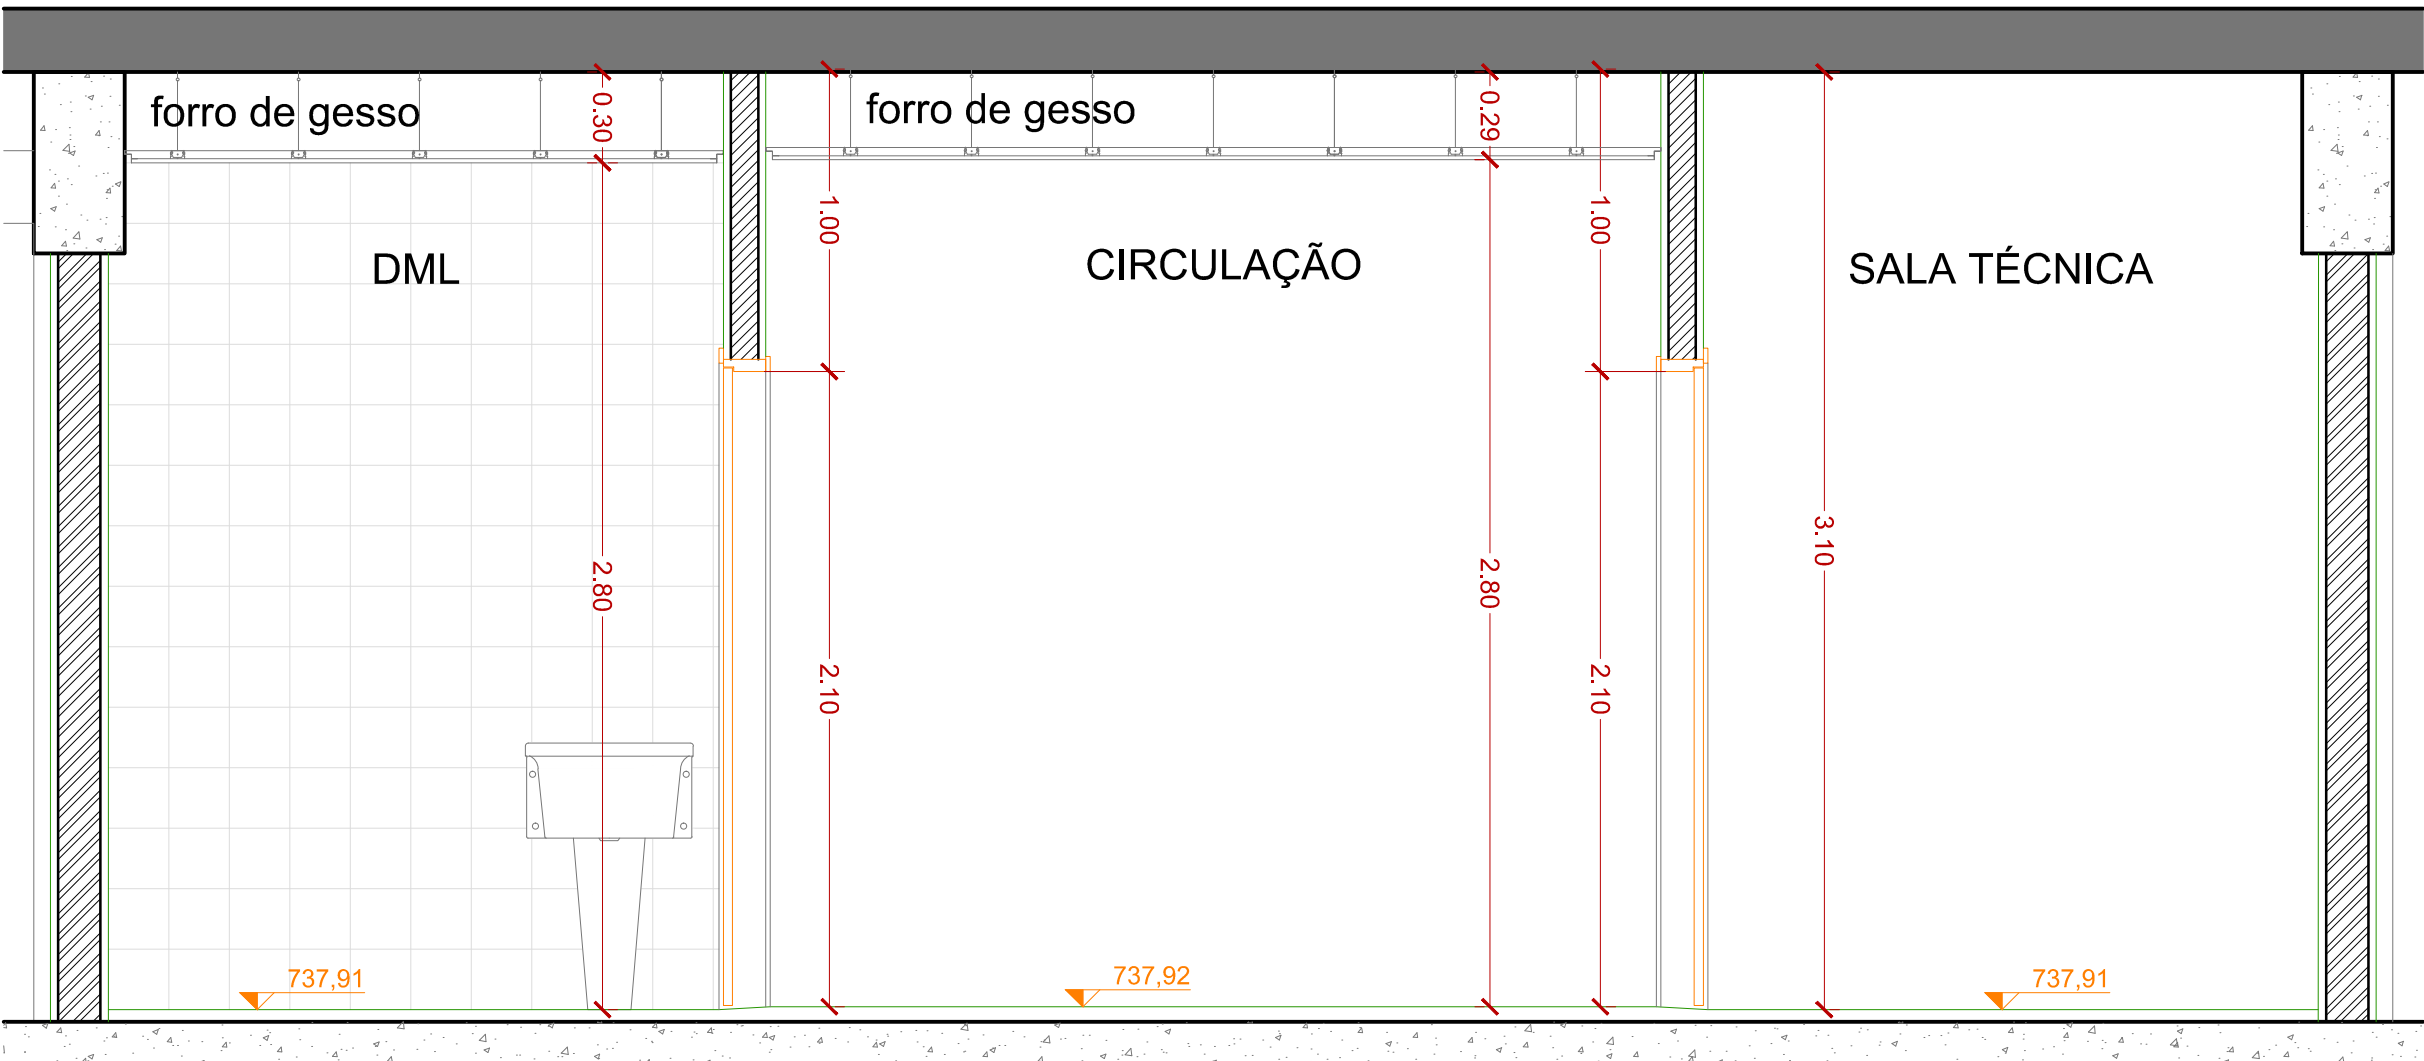 forro de gesso
0.30
forro de gesso
0.29
1.00
1.00
DML
CIRCULAÇÃO
SALA TÉCNICA
3.10
2.80
2.80
2.10
2.10
737,91
737,92
737,91